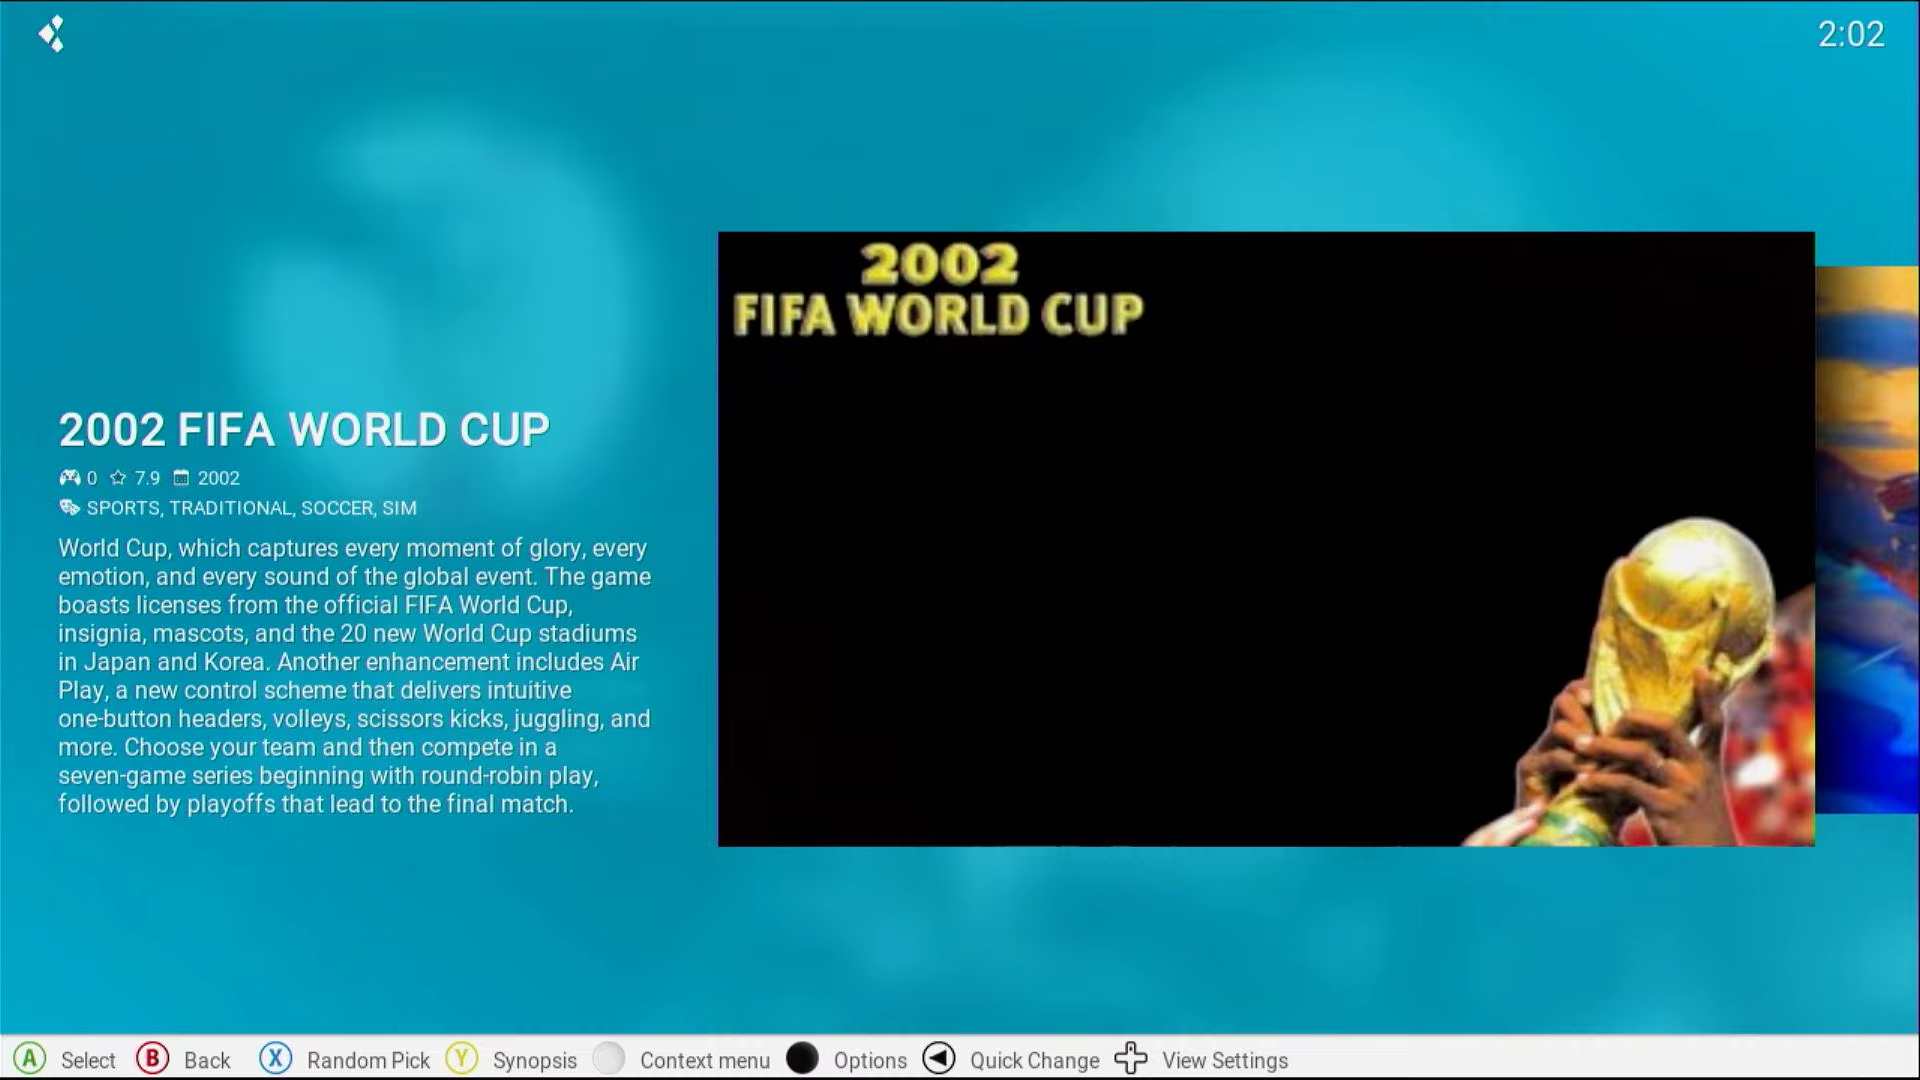 2:02
2002
FIFA WORLD CUP
2002 FIFA WORLD CUP
0 7.9 2002
SPORTS, TRADITIONAL, SOCCER, SIM
World Cup, which captures every moment of glory, every
emotion, and every sound of the global event. The game
boasts licenses from the official FIFA World Cup,
insignia, mascots, and the 20 new World Cup stadiums
in Japan and Korea. Another enhancement includes Air
Play, a new control scheme that delivers intuitive
one-button headers, volleys, scissors kicks, juggling, and
more. Choose your team and then compete in a
seven-game series beginning with round-robin play,
followed by playoffs that lead to the final match.
A Select B Back X Random Pick Y Synopsis Context menu Options Quick Change View Settings